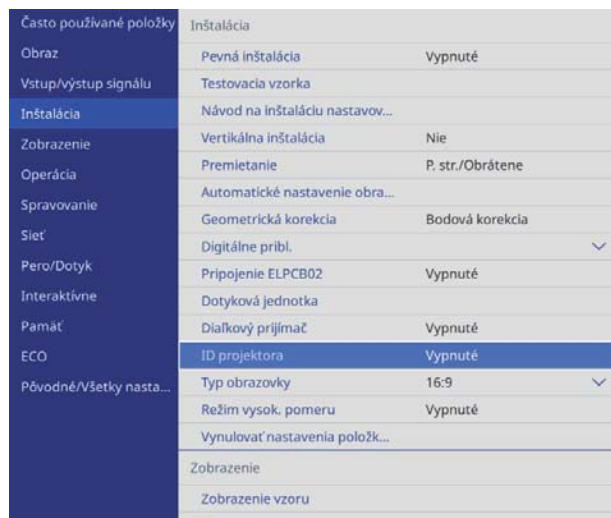 Často používané položky
Obraz
Vstup/výstup signálu
Inštalácia
Zobrazenie
Operácia
Spravovanie
Sieť
Pero/Dotyk
Interaktívne
Pamäť
ECO
Pôvodné/Všetky nasta...
Inštalácia
Pevná inštalácia Vypnuté
Testovacia vzorka
Návod na inštaláciu nastavov...
Vertikálna inštalácia Nie
Premietanie P. str./Obrátene
Automatické nastavenie obra...
Geometrická korekcia Bodová korekcia
Digitálne pribl.
Pripojenie ELPCB02 Vypnuté
Dotyková jednotka
Diaľkový prijímač Vypnuté
ID projektora Vypnuté
Typ obrazovky 16:9
Režim vysok. pomeru Vypnuté
Vynulovať nastavenia položk...
Zobrazenie
Zobrazenie vzoru